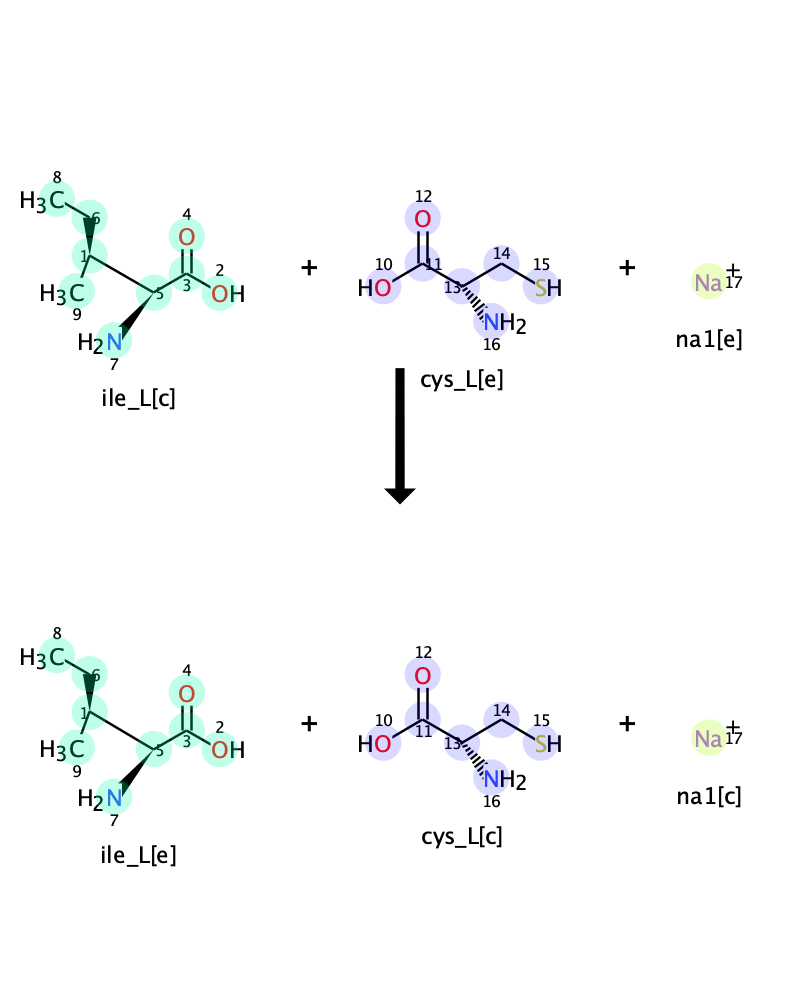 8
H₃C
6
4
O
1
3
2
OH
H₃C
9
5
H₂N
7
ile_L[c]
+
12
O
10
HO
11
13
14
15
SH
NH₂
16
cys_L[e]
+
Na
+
17
na1[e]
8
H₃C
6
4
O
1
3
2
OH
H₃C
9
5
H₂N
7
ile_L[e]
+
12
O
10
HO
11
13
14
15
SH
NH₂
16
cys_L[c]
+
Na
+
17
na1[c]